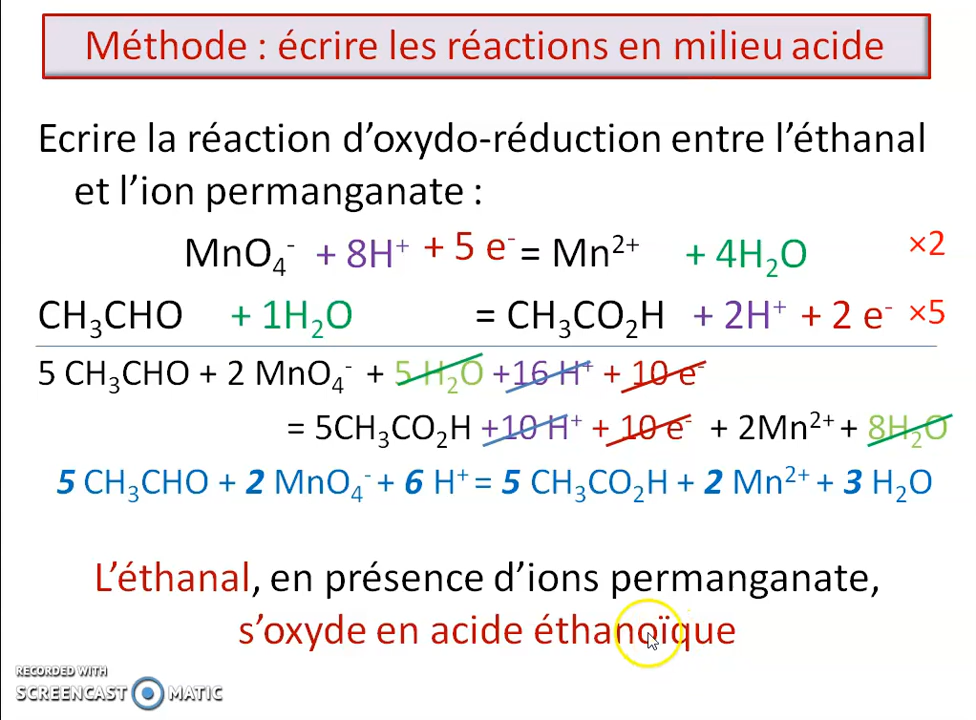 Méthode : écrire les réactions en milieu acide
Ecrire la réaction d’oxydo-réduction entre l’éthanal
et l’ion permanganate :
MnO₄⁻ + 8H⁺ + 5 e⁻ = Mn²⁺ + 4H₂O ×2
CH₃CHO + 1H₂O = CH₃CO₂H + 2H⁺ + 2 e⁻ ×5
5 CH₃CHO + 2 MnO₄⁻ + 5 H₂O +16 H⁺ + 10 e⁻
= 5CH₃CO₂H +10 H⁺ + 10 e⁻ + 2Mn²⁺ + 8H₂O
5 CH₃CHO + 2 MnO₄⁻ + 6 H⁺ = 5 CH₃CO₂H + 2 Mn²⁺ + 3 H₂O
L’éthanal, en présence d’ions permanganate,
s’oxyde en acide éthanoïque
RECORDED WITH
SCREENCAST MATIC